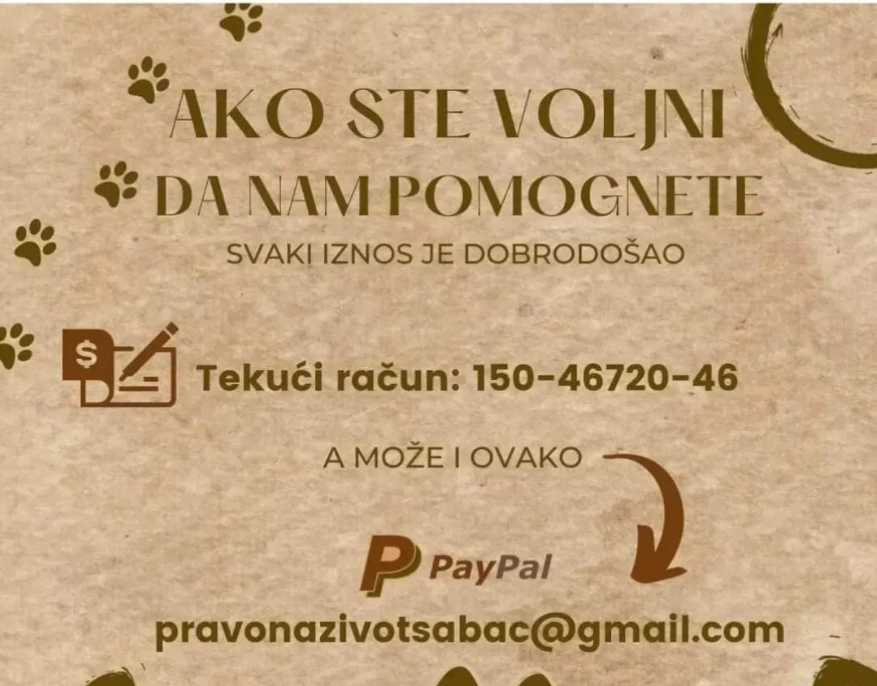 AKO STE VOLJNI
DA NAM POMOGNETE
SVAKI IZNOS JE DOBRODOŠAO
$
Tekući račun: 150-46720-46
A MOŽE I OVAKO
P PayPal
pravonazivotsabac@gmail.com